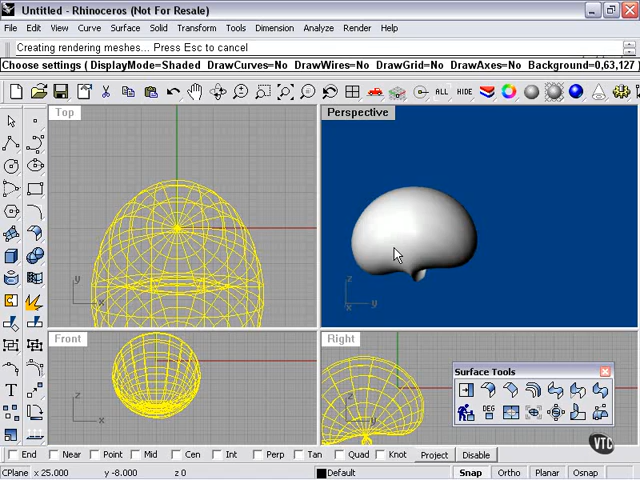 Untitled - Rhinoceros (Not For Resale)
File Edit View Curve Surface Solid Transform Tools Dimension Analyze Render Help
Creating rendering meshes... Press Esc to cancel
Choose settings ( DisplayMode=Shaded DrawCurves=No DrawWires=No DrawGrid=No DrawAxes=No Background=0,63,127
ALL HIDE
Top
Perspective
y
x
z
y
Front
Right
z
x
z
y
Surface Tools
DEG
T
VTC
End Near Point Mid Cen Int Perp Tan Quad Knot Project Disable
CPlane x 25.000 y -8.000 z 0 Default Snap Ortho Planar Osnap